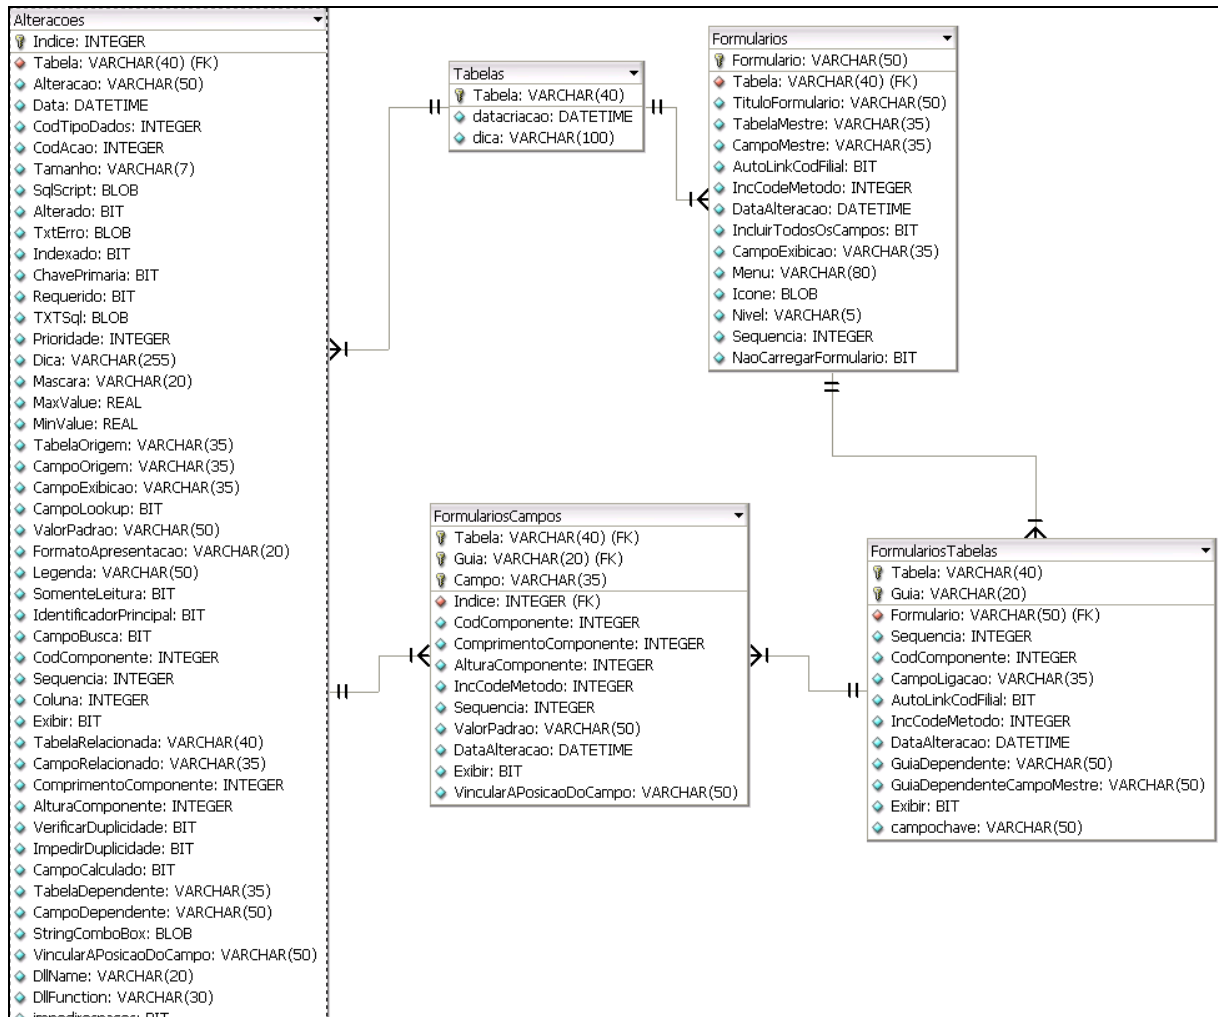 Alteracoes
Indice: INTEGER
Tabela: VARCHAR(40) (FK)
Alteracao: VARCHAR(50)
Data: DATETIME
CodTipoDados: INTEGER
CodAcao: INTEGER
Tamanho: VARCHAR(7)
SqlScript: BLOB
Alterado: BIT
TxtErro: BLOB
Indexado: BIT
ChavePrimaria: BIT
Requerido: BIT
TXTSql: BLOB
Prioridade: INTEGER
Dica: VARCHAR(255)
Mascara: VARCHAR(20)
MaxValue: REAL
MinValue: REAL
TabelaOrigem: VARCHAR(35)
CampoOrigem: VARCHAR(35)
CampoExibicao: VARCHAR(35)
CampoLookup: BIT
ValorPadrao: VARCHAR(50)
FormatoApresentacao: VARCHAR(20)
Legenda: VARCHAR(50)
SomenteLeitura: BIT
IdentificadorPrincipal: BIT
CampoBusca: BIT
CodComponente: INTEGER
Sequencia: INTEGER
Coluna: INTEGER
Exibir: BIT
TabelaRelacionada: VARCHAR(40)
CampoRelacionado: VARCHAR(35)
ComprimentoComponente: INTEGER
AlturaComponente: INTEGER
VerificarDuplicidade: BIT
ImpedirDuplicidade: BIT
CampoCalculado: BIT
TabelaDependente: VARCHAR(35)
CampoDependente: VARCHAR(50)
StringComboBox: BLOB
VincularAPosicaoDoCampo: VARCHAR(50)
DllName: VARCHAR(20)
DllFunction: VARCHAR(30)
Tabelas
Tabela: VARCHAR(40)
datacriacao: DATETIME
dica: VARCHAR(100)
Formularios
Formulario: VARCHAR(50)
Tabela: VARCHAR(40) (FK)
TituloFormulario: VARCHAR(50)
TabelaMestre: VARCHAR(35)
CampoMestre: VARCHAR(35)
AutoLinkCodFilial: BIT
IncCodeMetodo: INTEGER
DataAlteracao: DATETIME
IncluirTodosOsCampos: BIT
CampoExibicao: VARCHAR(35)
Menu: VARCHAR(80)
Icone: BLOB
Nivel: VARCHAR(5)
Sequencia: INTEGER
NaoCarregarFormulario: BIT
FormulariosCampos
Tabela: VARCHAR(40) (FK)
Guia: VARCHAR(20) (FK)
Campo: VARCHAR(35)
Indice: INTEGER (FK)
CodComponente: INTEGER
ComprimentoComponente: INTEGER
AlturaComponente: INTEGER
IncCodeMetodo: INTEGER
Sequencia: INTEGER
ValorPadrao: VARCHAR(50)
DataAlteracao: DATETIME
Exibir: BIT
VincularAPosicaoDoCampo: VARCHAR(50)
FormulariosTabelas
Tabela: VARCHAR(40)
Guia: VARCHAR(20)
Formulario: VARCHAR(50) (FK)
Sequencia: INTEGER
CodComponente: INTEGER
CampoLigacao: VARCHAR(35)
AutoLinkCodFilial: BIT
IncCodeMetodo: INTEGER
DataAlteracao: DATETIME
GuiaDependente: VARCHAR(50)
GuiaDependenteCampoMestre: VARCHAR(50)
Exibir: BIT
campochave: VARCHAR(50)